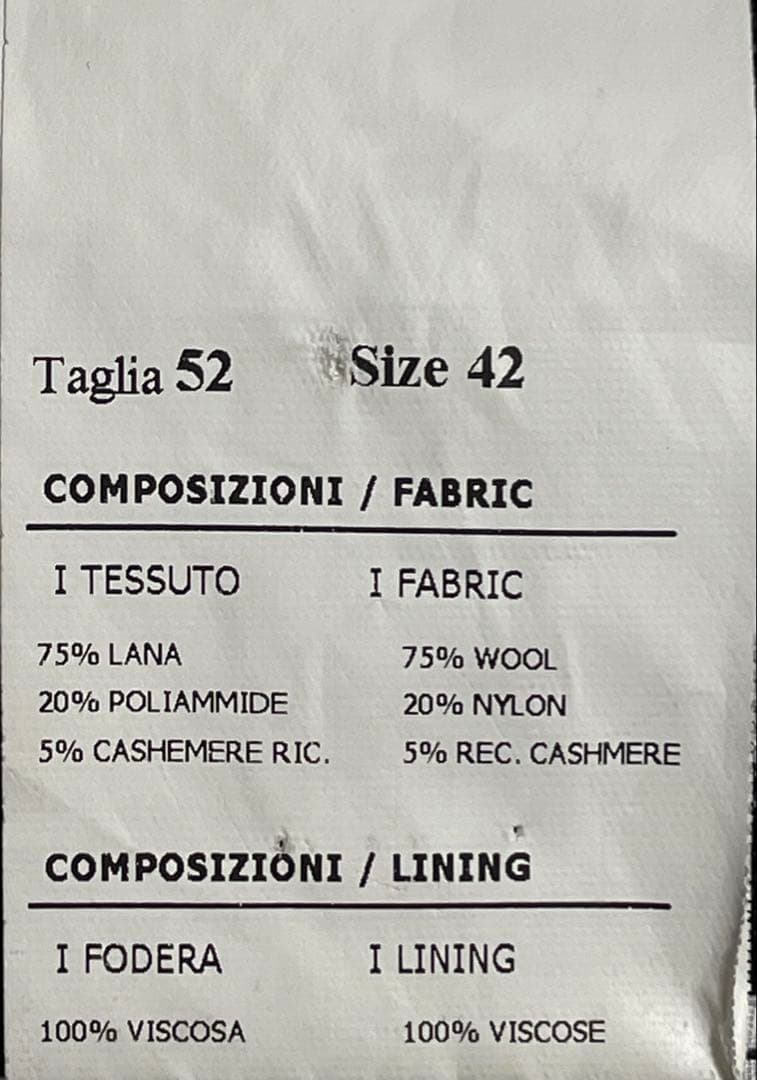 Taglia 52 Size 42
COMPOSIZIONI / FABRIC
I TESSUTO I FABRIC
75% LANA 75% WOOL
20% POLIAMMIDE 20% NYLON
5% CASHEMERE RIC. 5% REC. CASHMERE
COMPOSIZIONI / LINING
I FODERA I LINING
100% VISCOSA 100% VISCOSE